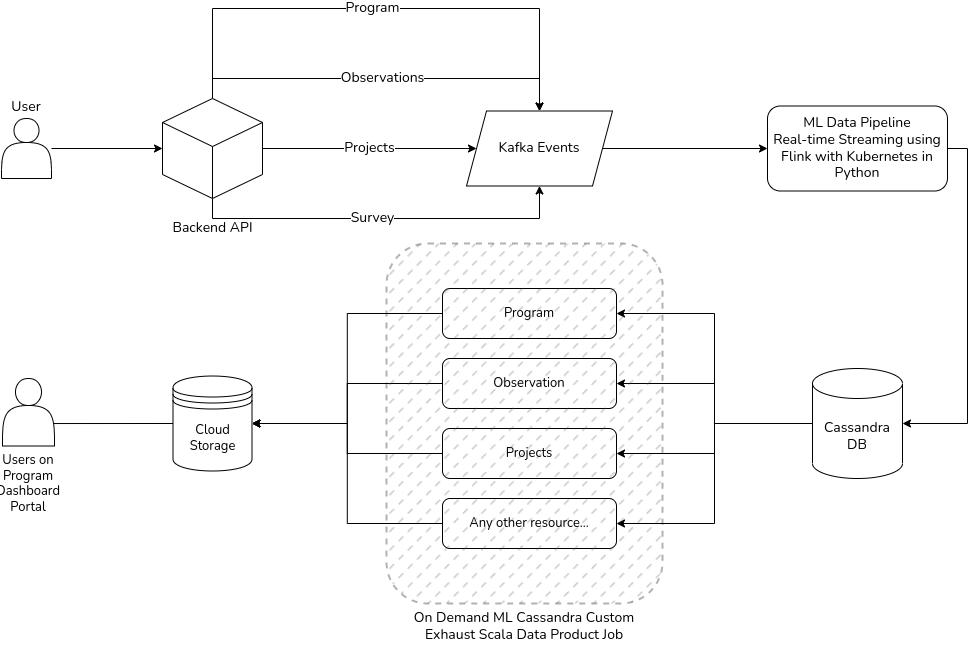 Program
Observations
User
Projects
Kafka Events
ML Data Pipeline
Real-time Streaming using
Flink with Kubernetes in
Python
Survey
Backend API
Program
Observation
Projects
Any other resource...
Cloud
Storage
Cassandra
DB
Users on
Program
Dashboard
Portal
On Demand ML Cassandra Custom
Exhaust Scala Data Product Job